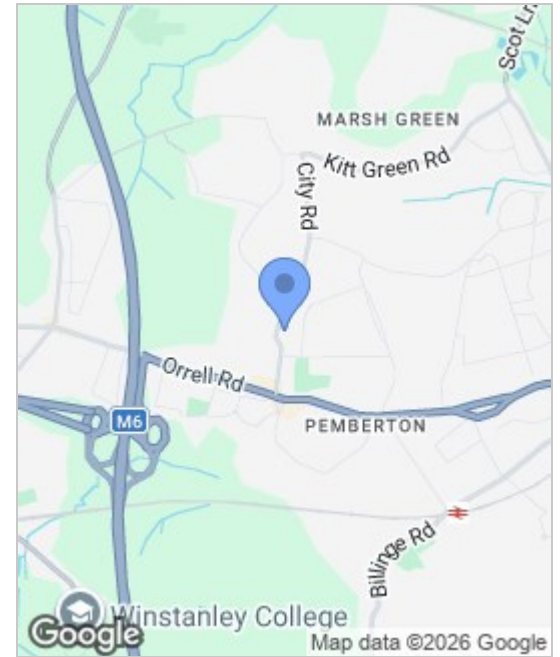 Scot Ln
MARSH GREEN
Kitt Green Rd
City Rd
Orrell Rd
M6
PEMBERTON
Billinge Rd
Winstanley College
Google
Map data ©2026 Google